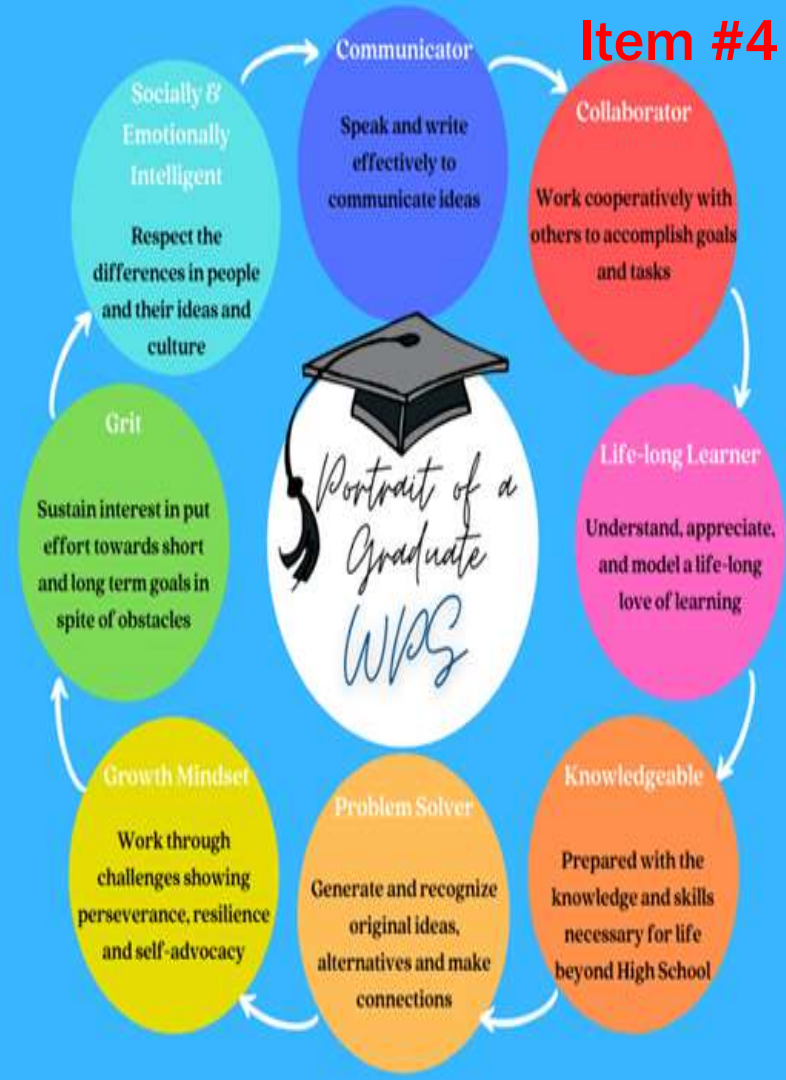 Item #4
Communicator
Speak and write
effectively to
communicate ideas
Collaborator
Work cooperatively with
others to accomplish goals
and tasks
Life-long Learner
Understand, appreciate,
and model a life-long
love of learning
Knowledgeable
Prepared with the
knowledge and skills
necessary for life
beyond High School
Problem Solver
Generate and recognize
original ideas,
alternatives and make
connections
Growth Mindset
Work through
challenges showing
perseverance, resilience
and self-advocacy
Grit
Sustain interest in put
effort towards short
and long term goals in
spite of obstacles
Socially &
Emotionally
Intelligent
Respect the
differences in people
and their ideas and
culture
Portrait of a
Graduate
WPS